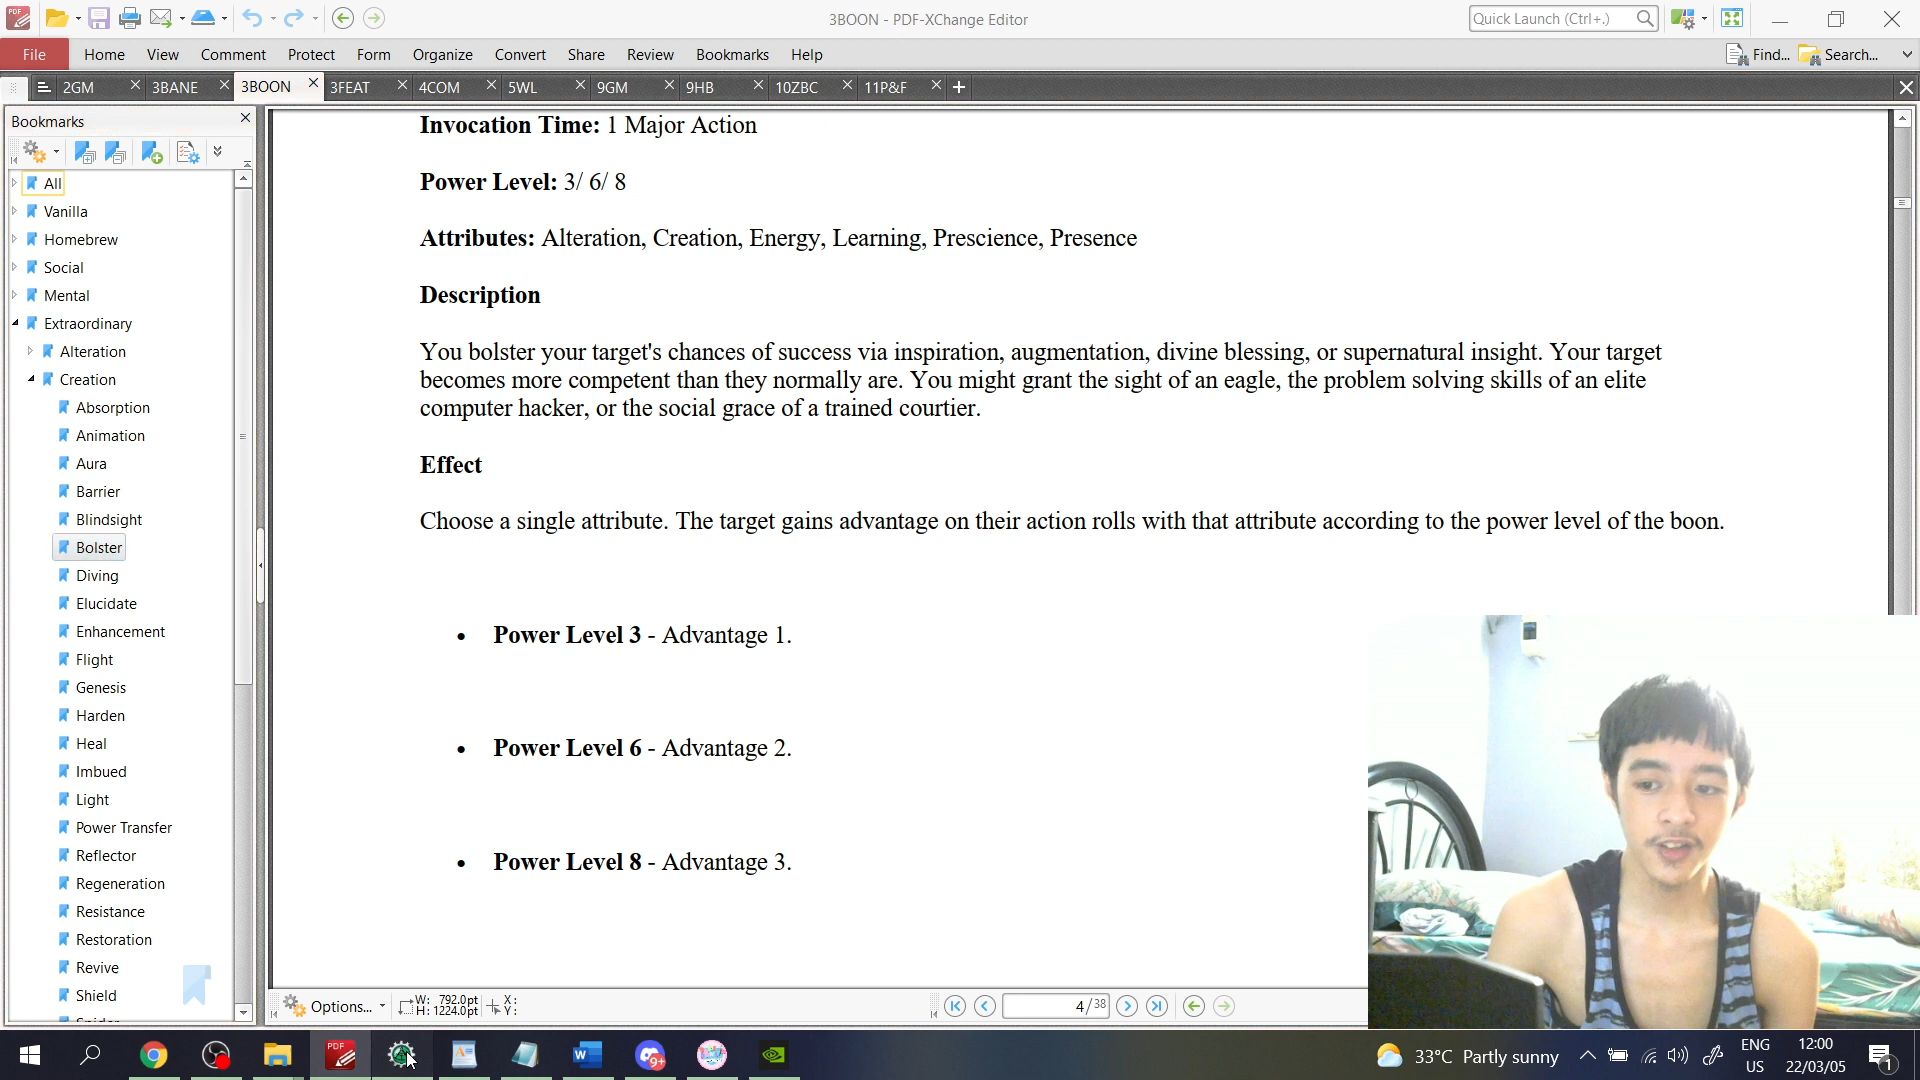 3BOON - PDF-XChange Editor
Quick Launch (Ctrl+.)
File Home View Comment Protect Form Organize Convert Share Review Bookmarks Help
Find... Search...
2GM 3BANE 3BOON 3FEAT 4COM 5WL 9GM 9HB 10ZBC 11P&F
Bookmarks
All
Vanilla
Homebrew
Social
Mental
Extraordinary
Alteration
Creation
Absorption
Animation
Aura
Barrier
Blindsight
Bolster
Diving
Elucidate
Enhancement
Flight
Genesis
Harden
Heal
Imbued
Light
Power Transfer
Reflector
Regeneration
Resistance
Restoration
Revive
Shield
Invocation Time: 1 Major Action
Power Level: 3/ 6/ 8
Attributes: Alteration, Creation, Energy, Learning, Prescience, Presence
Description
You bolster your target's chances of success via inspiration, augmentation, divine blessing, or supernatural insight. Your target
becomes more competent than they normally are. You might grant the sight of an eagle, the problem solving skills of an elite
computer hacker, or the social grace of a trained courtier.
Effect
Choose a single attribute. The target gains advantage on their action rolls with that attribute according to the power level of the boon.
• Power Level 3 - Advantage 1.
• Power Level 6 - Advantage 2.
• Power Level 8 - Advantage 3.
Options...
W: 792.0pt
H: 1224.0pt
X:
Y:
4/38
PDF
9+
33°C Partly sunny
ENG
US
12:00
22/03/05
1